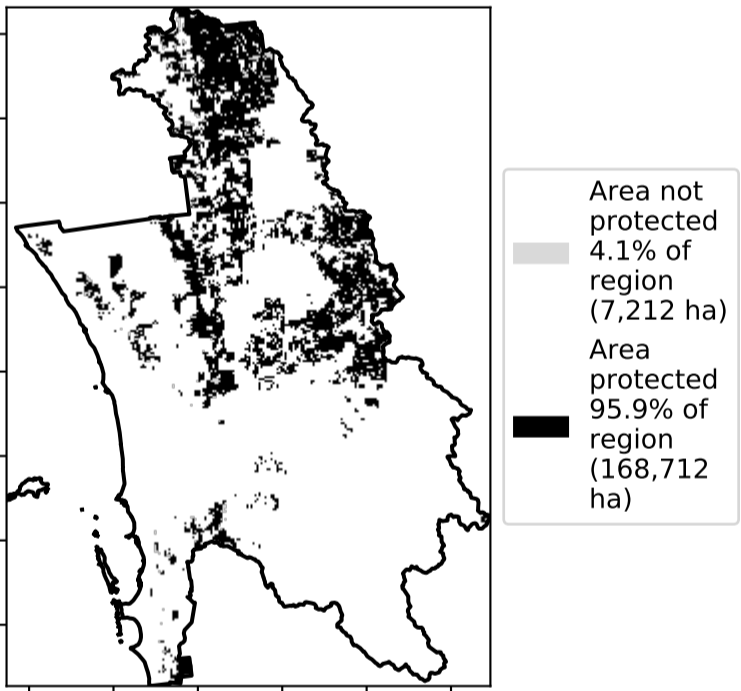 Area not
protected
4.1% of
region
(7,212 ha)
Area
protected
95.9% of
region
(168,712
ha)